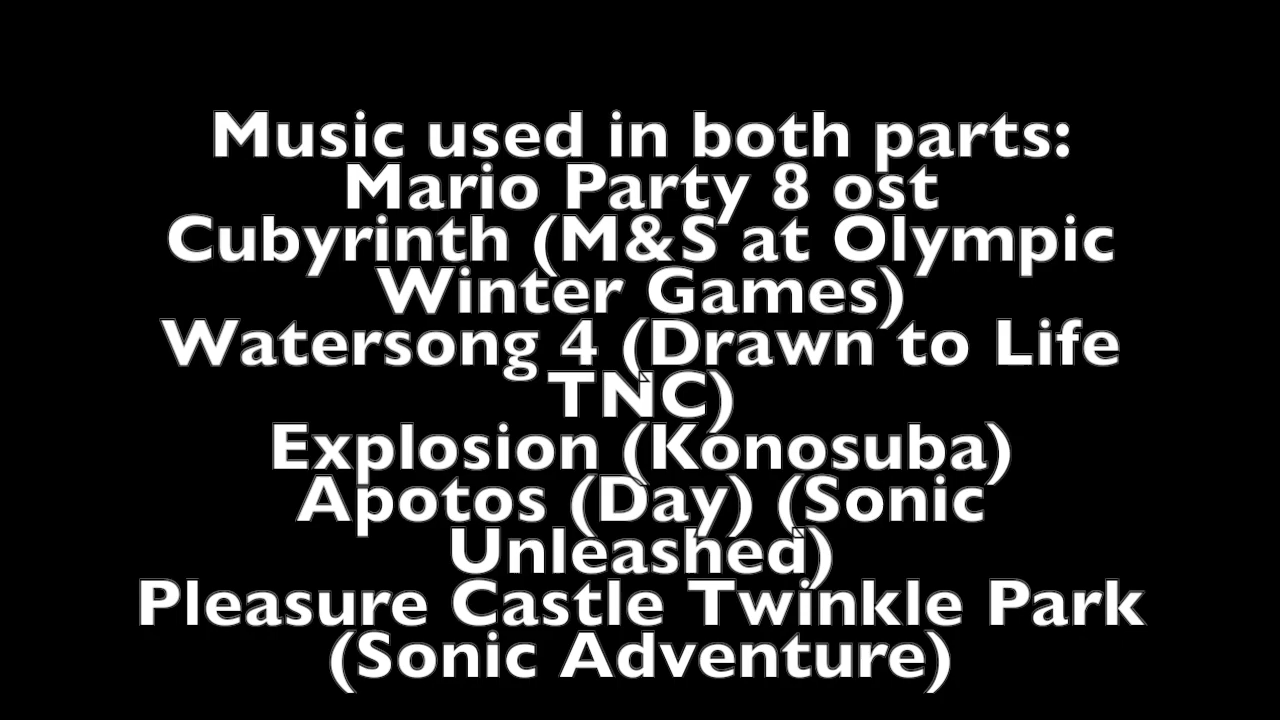 Music used in both parts:
Mario Party 8 ost
Cubyrinth (M&S at Olympic
Winter Games)
Watersong 4 (Drawn to Life
TNC)
Explosion (Konosuba)
Apotos (Day) (Sonic
Unleashed)
Pleasure Castle Twinkle Park
(Sonic Adventure)